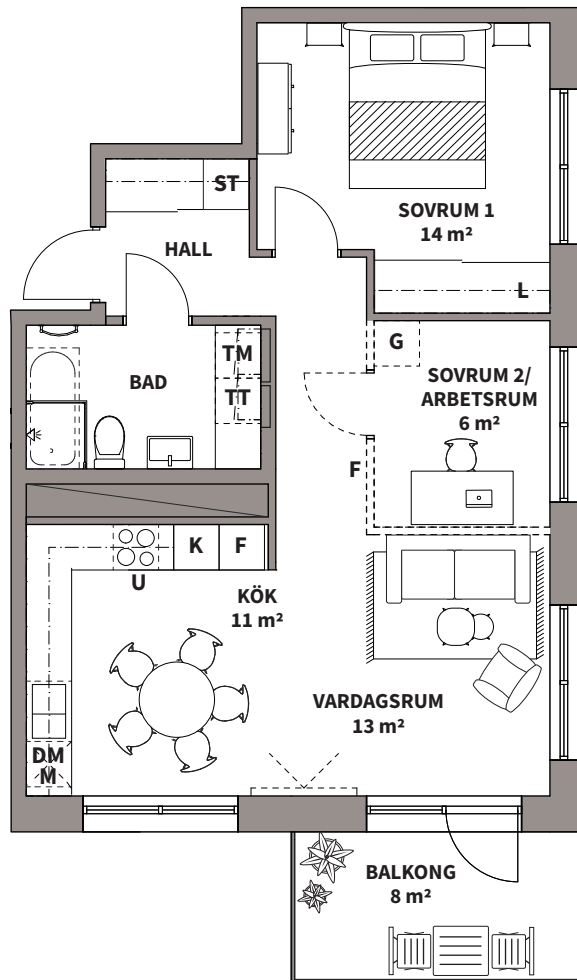 ST
SOVRUM 1
14 m²
HALL
L
TM
G
BAD
SOVRUM 2/
ARBETSRUM
6 m²
TT
F
K
F
U
KÖK
11 m²
VARDAGSRUM
13 m²
DM
M
BALKONG
8 m²